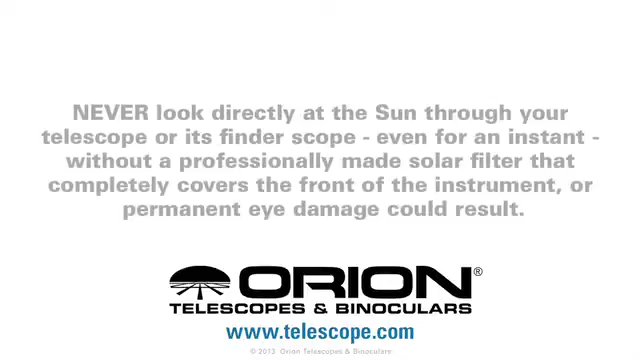 NEVER look directly at the Sun through your
telescope or its finder scope - even for an instant -
without a professionally made solar filter that
completely covers the front of the instrument, or
permanent eye damage could result.
ORION®
TELESCOPES & BINOCULARS
www.telescope.com
© 2013 Orion Telescopes & Binoculars